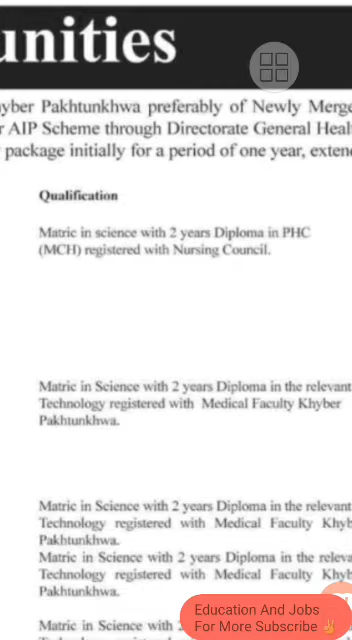 unities
yber Pakhtunkhwa preferably of Newly Merge
r AIP Scheme through Directorate General Heal
package initially for a period of one year, exten
Qualification
Matric in science with 2 years Diploma in PHC
(MCH) registered with Nursing Council.
Matric in Science with 2 years Diploma in the relevant
Technology registered with Medical Faculty Khyber
Pakhtunkhwa.
Matric in Science with 2 years Diploma in the relevant
Technology registered with Medical Faculty Khyb
Pakhtunkhwa.
Matric in Science with 2 years Diploma in the releva
Technology registered with Medical Faculty Khyb
Pakhtunkhwa.
Matric in Science with
Education And Jobs
For More Subscribe ✌